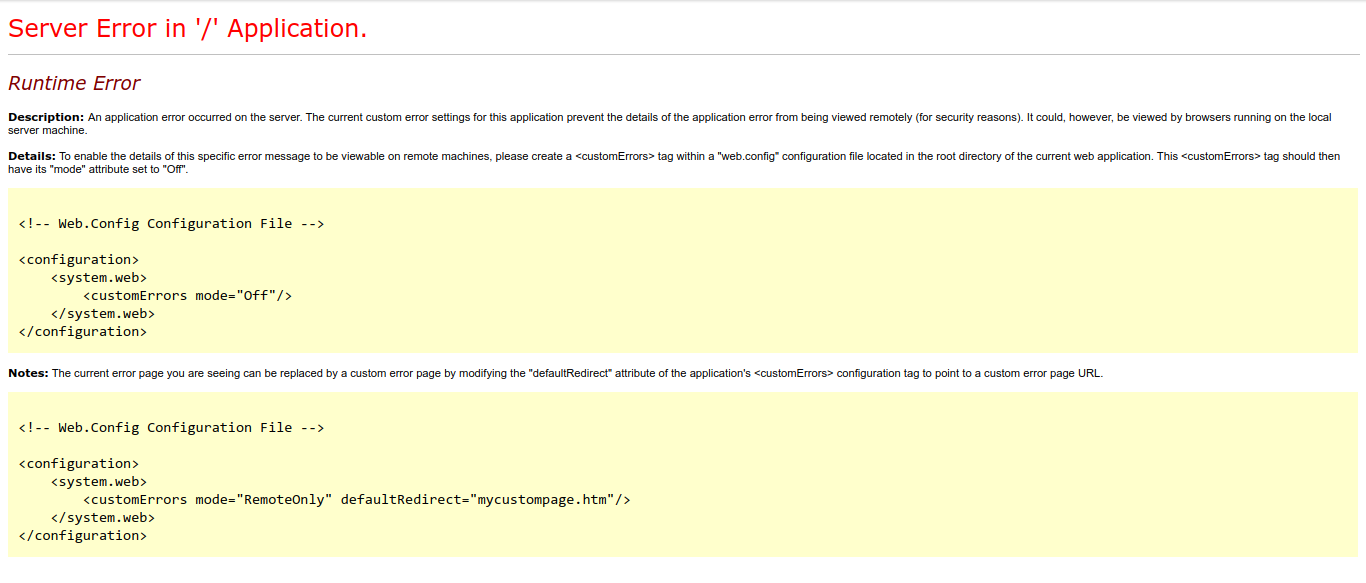 Server Error in '/' Application.
Runtime Error
Description: An application error occurred on the server. The current custom error settings for this application prevent the details of the application error from being viewed remotely (for security reasons). It could, however, be viewed by browsers running on the local
server machine.
Details: To enable the details of this specific error message to be viewable on remote machines, please create a <customErrors> tag within a "web.config" configuration file located in the root directory of the current web application. This <customErrors> tag should then
have its "mode" attribute set to "Off".
<!-- Web.Config Configuration File -->
<configuration>
    <system.web>
        <customErrors mode="Off"/>
    </system.web>
</configuration>
Notes: The current error page you are seeing can be replaced by a custom error page by modifying the "defaultRedirect" attribute of the application's <customErrors> configuration tag to point to a custom error page URL.
<!-- Web.Config Configuration File -->
<configuration>
    <system.web>
        <customErrors mode="RemoteOnly" defaultRedirect="mycustompage.htm"/>
    </system.web>
</configuration>